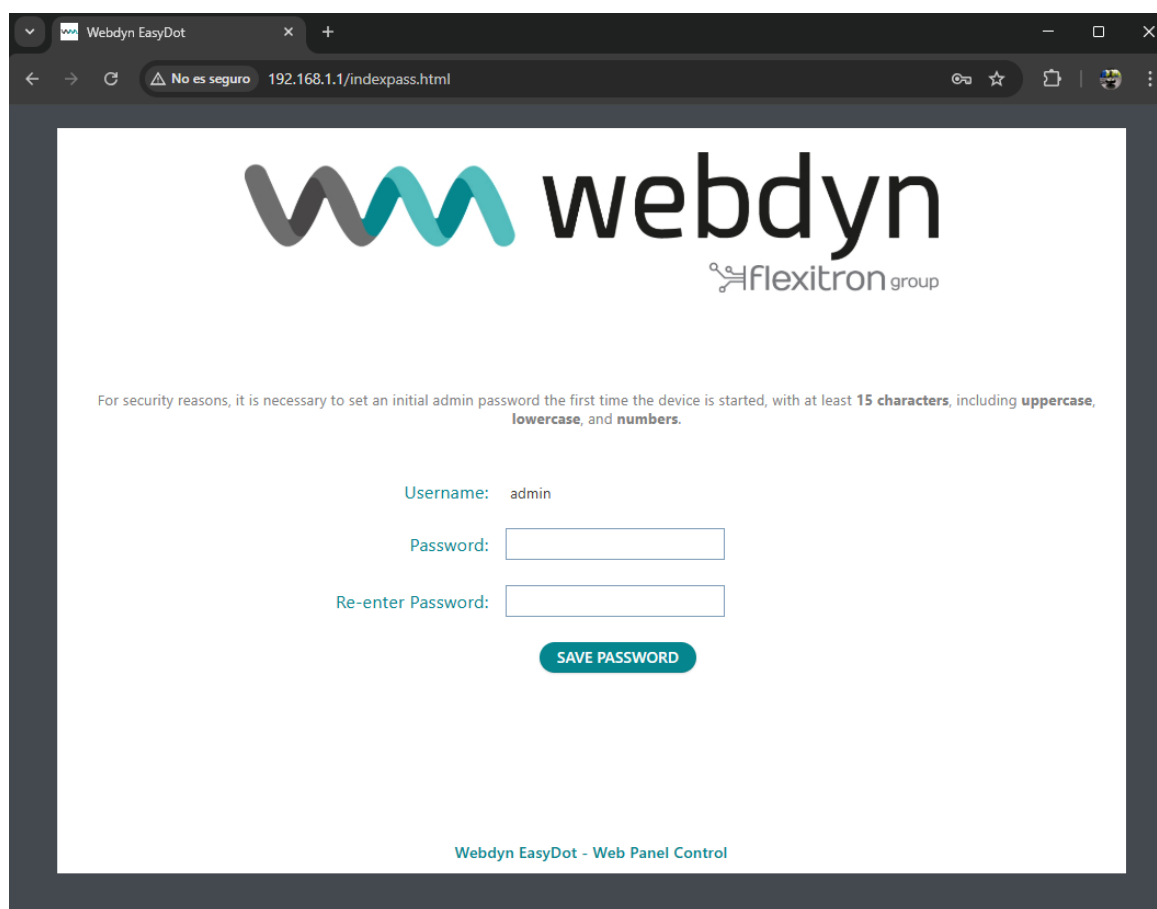 Webdyn EasyDot
No es seguro 192.168.1.1/indexpass.html
webdyn
flexitron group
For security reasons, it is necessary to set an initial admin password the first time the device is started, with at least 15 characters, including uppercase,
lowercase, and numbers.
Username: admin
Password:
Re-enter Password:
SAVE PASSWORD
Webdyn EasyDot - Web Panel Control